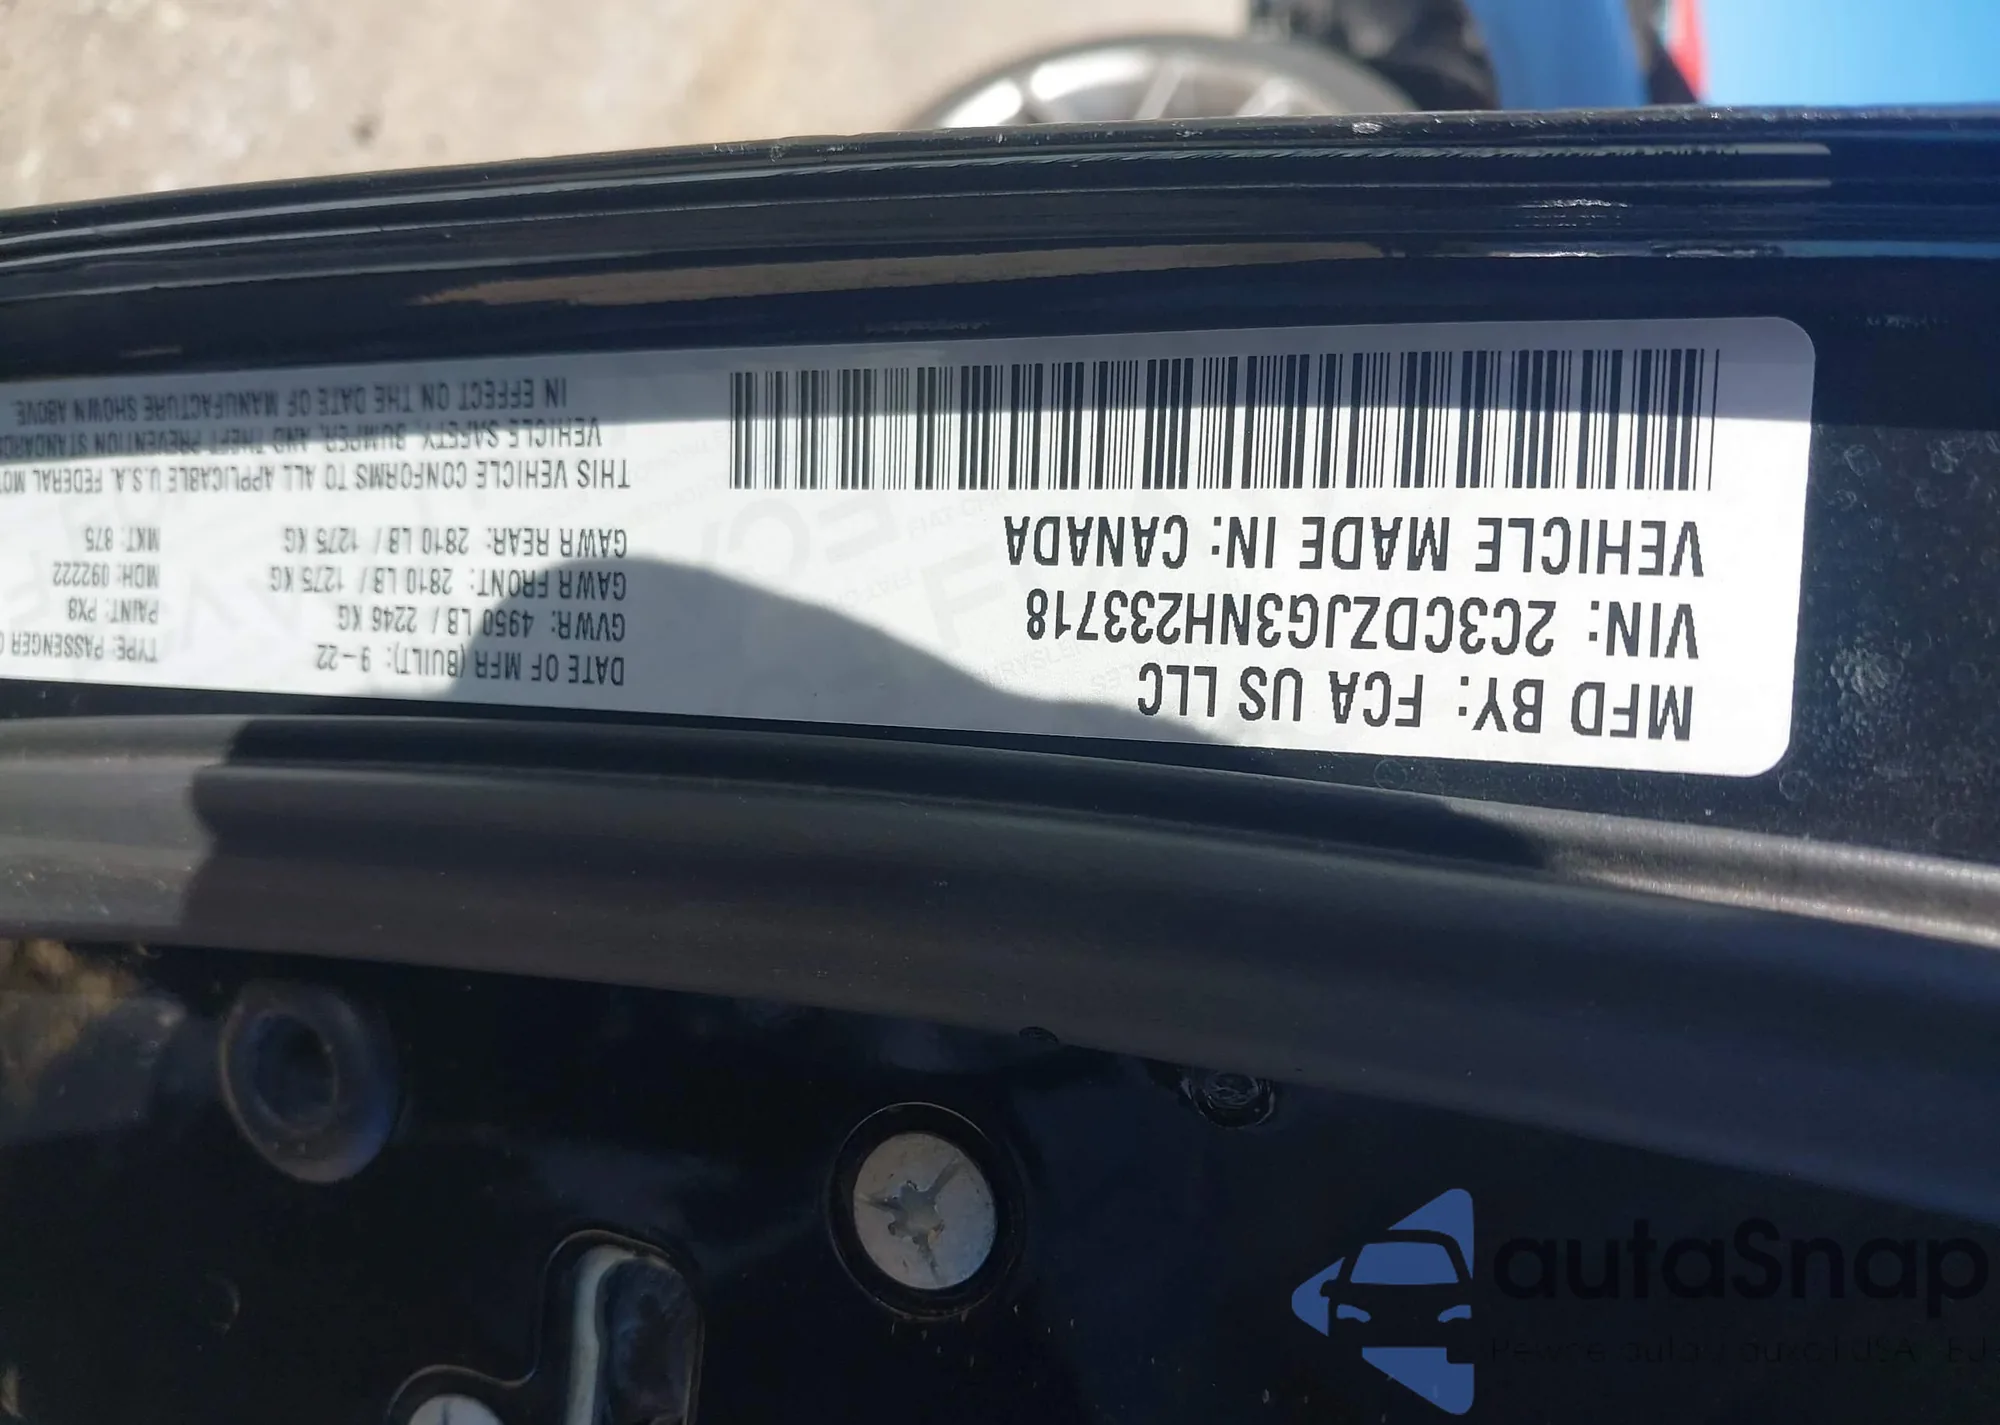 MFD BY: FCA US LLC
VIN: 2C3CDZJG3NH233718
VEHICLE MADE IN: CANADA
DATE OF MFR (BUILT): 9-22
GVWR: 4950 LB / 2246 KG
GAWR FRONT: 2810 LB / 1275 KG
GAWR REAR: 2810 LB / 1275 KG
TYPE: PASSENGER
PAINT: PX8
MDH: 092222
MKT: 875
THIS VEHICLE CONFORMS TO ALL APPLICABLE U.S.A. FEDERAL
VEHICLE SAFETY, BUMPER, AND THEFT PREVENTION
IN EFFECT ON THE DATE OF MANUFACTURE SHOWN ABOVE.
autaSnap